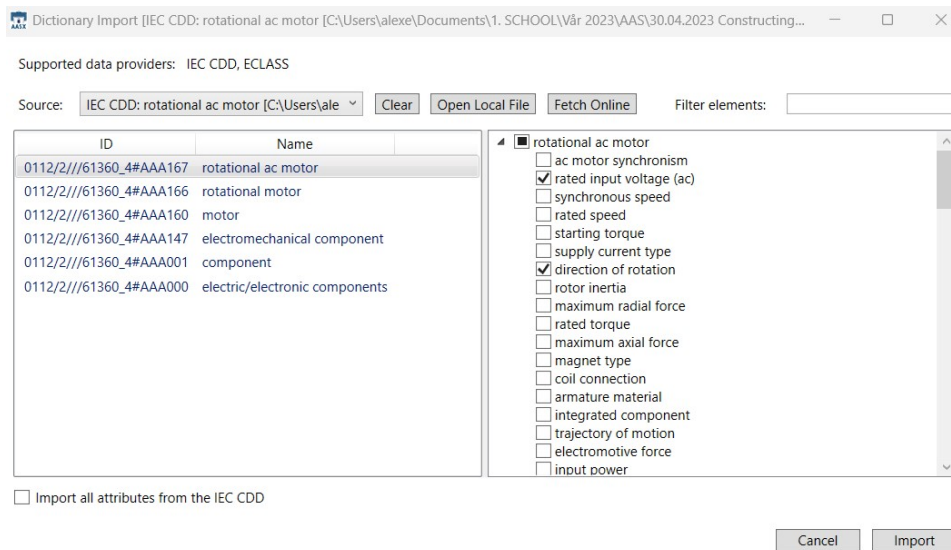 AASX Dictionary Import [IEC CDD: rotational ac motor [C:\Users\alexe\Documents\1. SCHOOL\Vår 2023\AAS\30.04.2023 Constructing...
Supported data providers: IEC CDD, ECLASS
Source: IEC CDD: rotational ac motor [C:\Users\ale Clear Open Local File Fetch Online Filter elements:
ID Name
0112/2///61360_4#AAA167 rotational ac motor
0112/2///61360_4#AAA166 rotational motor
0112/2///61360_4#AAA160 motor
0112/2///61360_4#AAA147 electromechanical component
0112/2///61360_4#AAA001 component
0112/2///61360_4#AAA000 electric/electronic components
rotational ac motor
ac motor synchronism
rated input voltage (ac)
synchronous speed
rated speed
starting torque
supply current type
direction of rotation
rotor inertia
maximum radial force
rated torque
maximum axial force
magnet type
coil connection
armature material
integrated component
trajectory of motion
electromotive force
input power
Import all attributes from the IEC CDD
Cancel Import